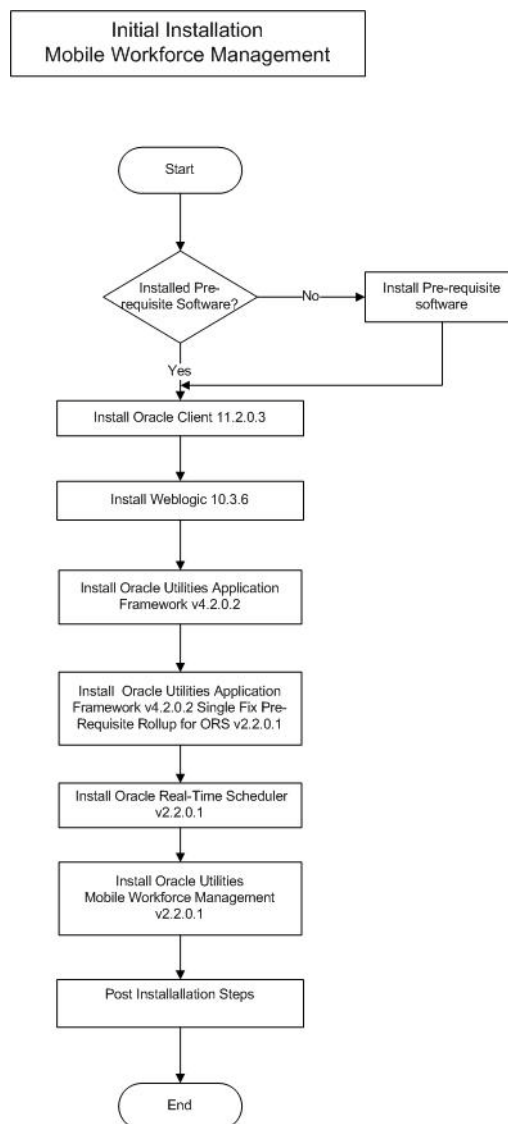 Initial Installation
Mobile Workforce Management
Start
Installed Pre-
requisite Software?
No
Install Pre-requisite
software
Yes
Install Oracle Client 11.2.0.3
Install Weblogic 10.3.6
Install Oracle Utilities Application
Framework v4.2.0.2
Install Oracle Utilities Application
Framework v4.2.0.2 Single Fix Pre-
Requisite Rollup for ORS v2.2.0.1
Install Oracle Real-Time Scheduler
v2.2.0.1
Install Oracle Utilities
Mobile Workforce Management
v2.2.0.1
Post Installallation Steps
End